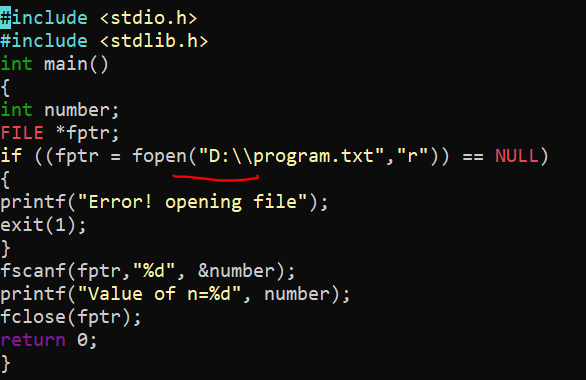 #include <stdio.h>
#include <stdlib.h>
int main()
{
int number;
FILE *fptr;
if ((fptr = fopen("D:\\program.txt","r")) == NULL)
{
printf("Error! opening file");
exit(1);
}
fscanf(fptr,"%d", &number);
printf("Value of n=%d", number);
fclose(fptr);
return 0;
}